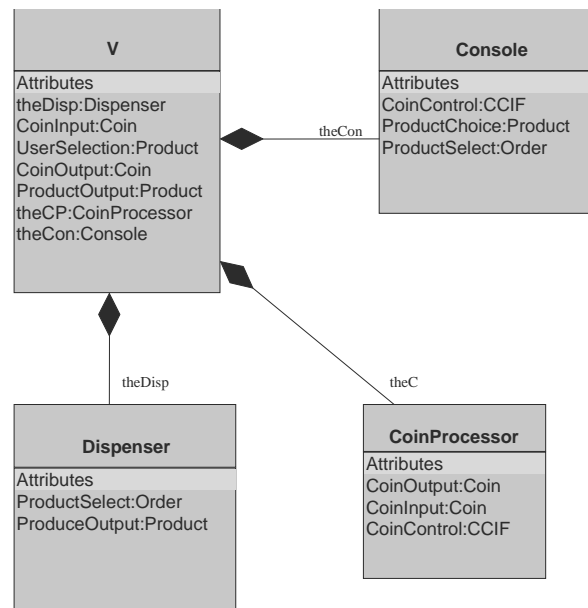 V
Attributes
theDisp:Dispenser
CoinInput:Coin
UserSelection:Product
CoinOutput:Coin
ProductOutput:Product
theCP:CoinProcessor
theCon:Console
theCon
Console
Attributes
CoinControl:CCIF
ProductChoice:Product
ProductSelect:Order
theDisp
theC
Dispenser
Attributes
ProductSelect:Order
ProduceOutput:Product
CoinProcessor
Attributes
CoinOutput:Coin
CoinInput:Coin
CoinControl:CCIF